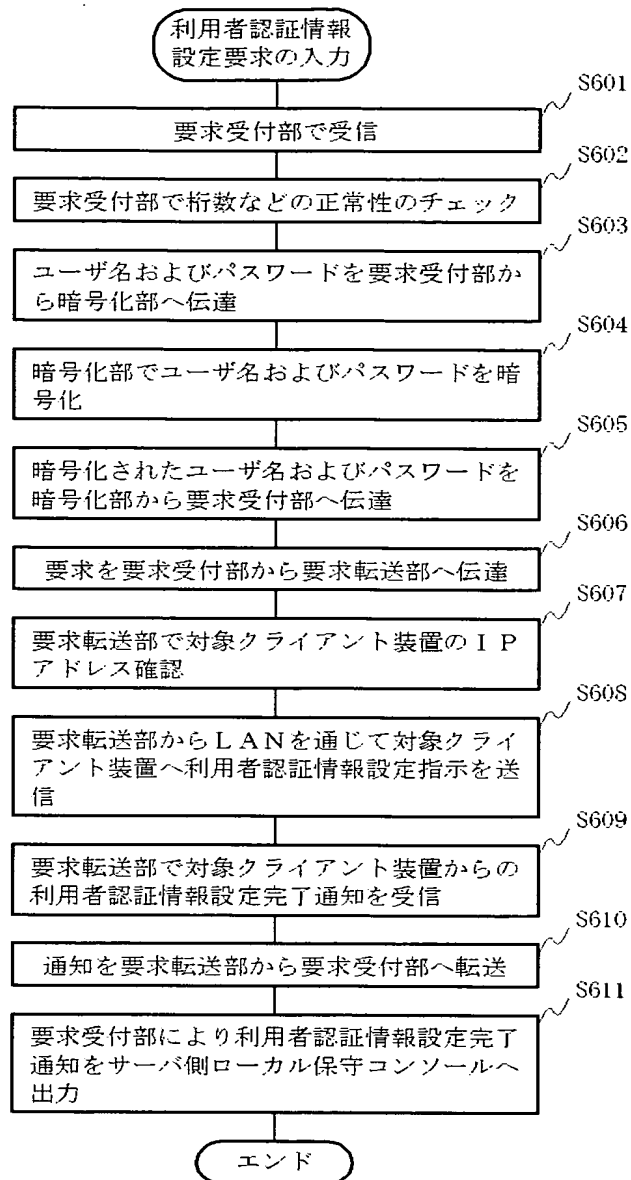 利用者認証情報
設定要求の入力
S601
要求受付部で受信
S602
要求受付部で桁数などの正常性のチェック
S603
ユーザ名およびパスワードを要求受付部か
ら暗号化部へ伝達
S604
暗号化部でユーザ名およびパスワードを暗
号化
S605
暗号化されたユーザ名およびパスワードを
暗号化部から要求受付部へ伝達
S606
要求を要求受付部から要求転送部へ伝達
S607
要求転送部で対象クライアント装置のIP
アドレス確認
S608
要求転送部からLANを通じて対象クライ
アント装置へ利用者認証情報設定指示を送
信
S609
要求転送部で対象クライアント装置からの
利用者認証情報設定完了通知を受信
S610
通知を要求転送部から要求受付部へ転送
S611
要求受付部により利用者認証情報設定完了
通知をサーバ側ローカル保守コンソールへ
出力
エンド